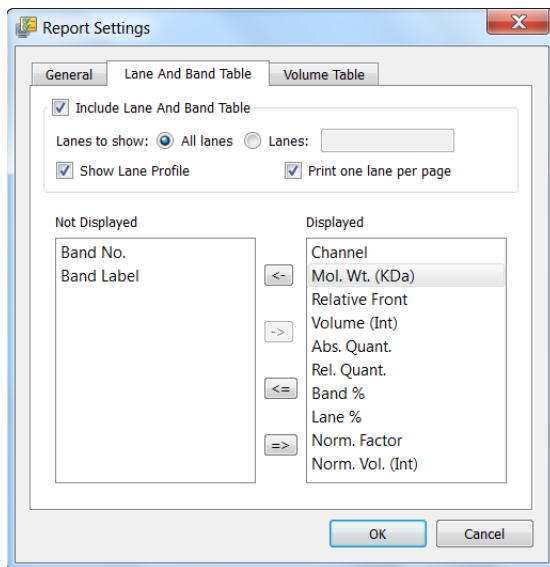 Report Settings
X
General Lane And Band Table Volume Table
Include Lane And Band Table
Lanes to show: All lanes Lanes:
Show Lane Profile Print one lane per page
Not Displayed Displayed
Band No.
Band Label
<-
->
<=
=>
Channel
Mol. Wt. (KDa)
Relative Front
Volume (Int)
Abs. Quant.
Rel. Quant.
Band %
Lane %
Norm. Factor
Norm. Vol. (Int)
OK Cancel